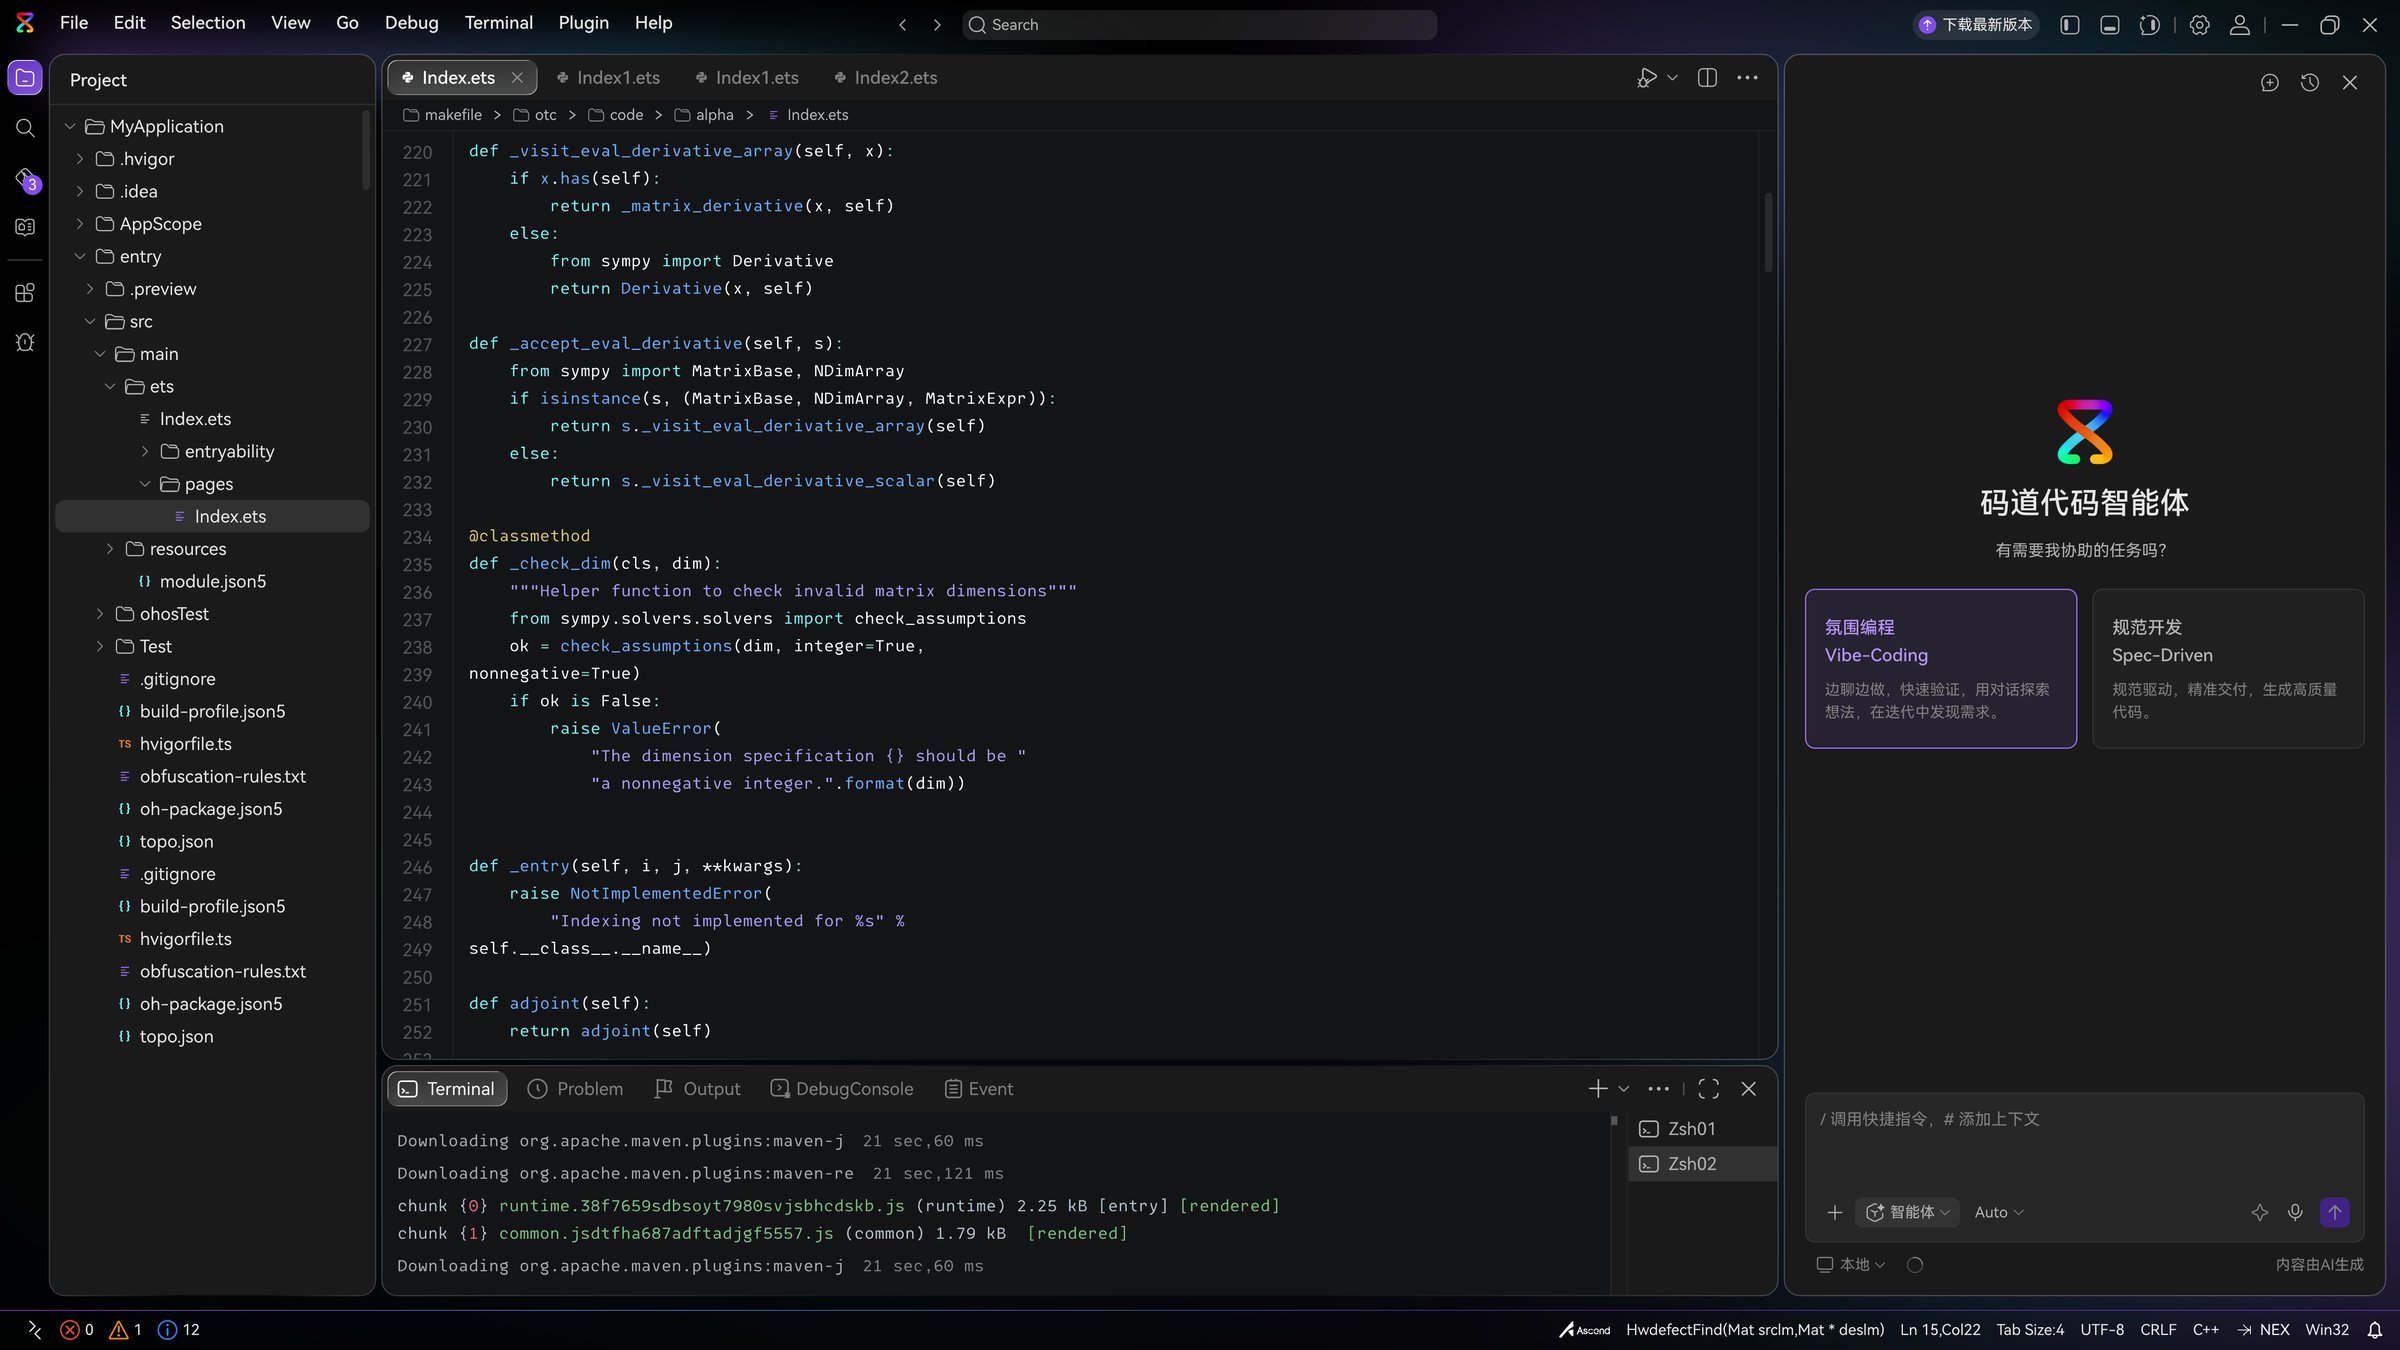 File Edit Selection View Go Debug Terminal Plugin Help
Search
下载最新版本
3
Project
MyApplication
.hvigor
.idea
AppScope
entry
.preview
src
main
ets
Index.ets
entryability
pages
Index.ets
resources
module.json5
ohosTest
Test
.gitignore
build-profile.json5
TS hvigorfile.ts
obfuscation-rules.txt
oh-package.json5
topo.json
.gitignore
build-profile.json5
TS hvigorfile.ts
obfuscation-rules.txt
oh-package.json5
topo.json
Index.ets Index1.ets Index1.ets Index2.ets
makefile > otc > code > alpha > Index.ets
220 def _visit_eval_derivative_array(self, x):
221     if x.has(self):
222         return _matrix_derivative(x, self)
223     else:
224         from sympy import Derivative
225         return Derivative(x, self)
226
227 def _accept_eval_derivative(self, s):
228     from sympy import MatrixBase, NDimArray
229     if isinstance(s, (MatrixBase, NDimArray, MatrixExpr)):
230         return s._visit_eval_derivative_array(self)
231     else:
232         return s._visit_eval_derivative_scalar(self)
233
234 @classmethod
235 def _check_dim(cls, dim):
236     """Helper function to check invalid matrix dimensions"""
237     from sympy.solvers.solvers import check_assumptions
238     ok = check_assumptions(dim, integer=True,
239 nonnegative=True)
240     if ok is False:
241         raise ValueError(
242             "The dimension specification {} should be "
243             "a nonnegative integer.".format(dim))
244
245
246 def _entry(self, i, j, **kwargs):
247     raise NotImplementedError(
248         "Indexing not implemented for %s" %
249 self.__class__.__name__)
250
251 def adjoint(self):
252     return adjoint(self)
253
Terminal Problem Output DebugConsole Event
Downloading org.apache.maven.plugins:maven-j 21 sec,60 ms
Downloading org.apache.maven.plugins:maven-re 21 sec,121 ms
chunk {0} runtime.38f7659sdbsoyt7980svjsbhcdskb.js (runtime) 2.25 kB [entry] [rendered]
chunk {1} common.jsdtfha687adftadjgf5557.js (common) 1.79 kB [rendered]
Downloading org.apache.maven.plugins:maven-j 21 sec,60 ms
Zsh01
Zsh02
码道代码智能体
有需要我协助的任务吗?
氛围编程
Vibe-Coding
边聊边做，快速验证，用对话探索
想法，在迭代中发现需求。
规范开发
Spec-Driven
规范驱动，精准交付，生成高质量
代码。
/ 调用快捷指令，# 添加上下文
智能体 Auto
本地
内容由AI生成
0 1 12
Ascend HwdefectFind(Mat srclm,Mat * deslm) Ln 15,Col22 Tab Size:4 UTF-8 CRLF C++ NEX Win32